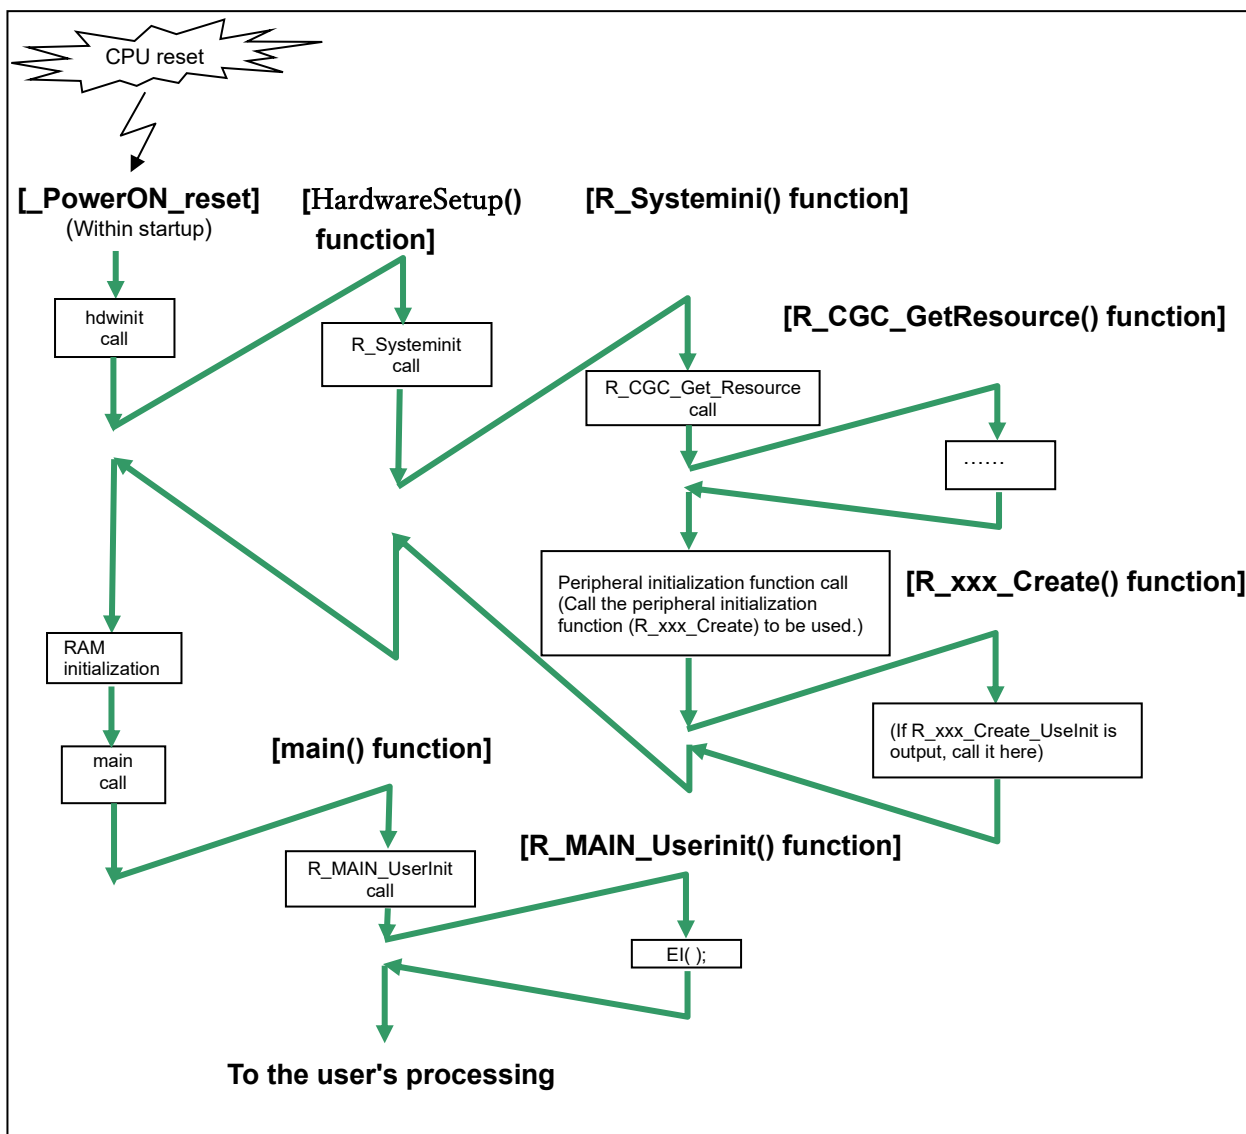 CPU reset
[_PowerON_reset]
(Within startup)
[HardwareSetup()
function]
[R_Systemini() function]
hdwinit
call
R_Systeminit
call
[R_CGC_GetResource() function]
R_CGC_Get_Resource
call
······
Peripheral initialization function call
(Call the peripheral initialization
function (R_xxx_Create) to be used.)
[R_xxx_Create() function]
RAM
initialization
(If R_xxx_Create_UseInit is
output, call it here)
main
call
[main() function]
R_MAIN_UserInit
call
[R_MAIN_Userinit() function]
EI( );
To the user's processing